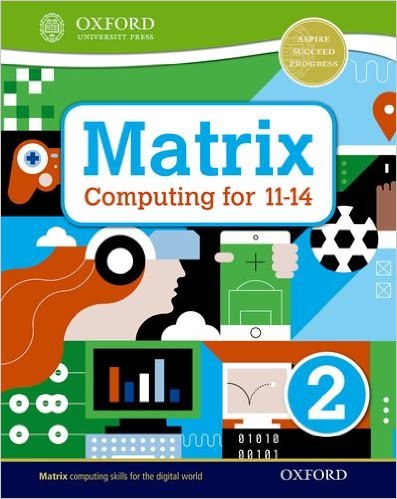 OXFORD
UNIVERSITY PRESS
ASPIRE
SUCCEED
PROGRESS
Matrix
Computing for 11-14
2
01010
00101
Matrix computing skills for the digital world
OXFORD